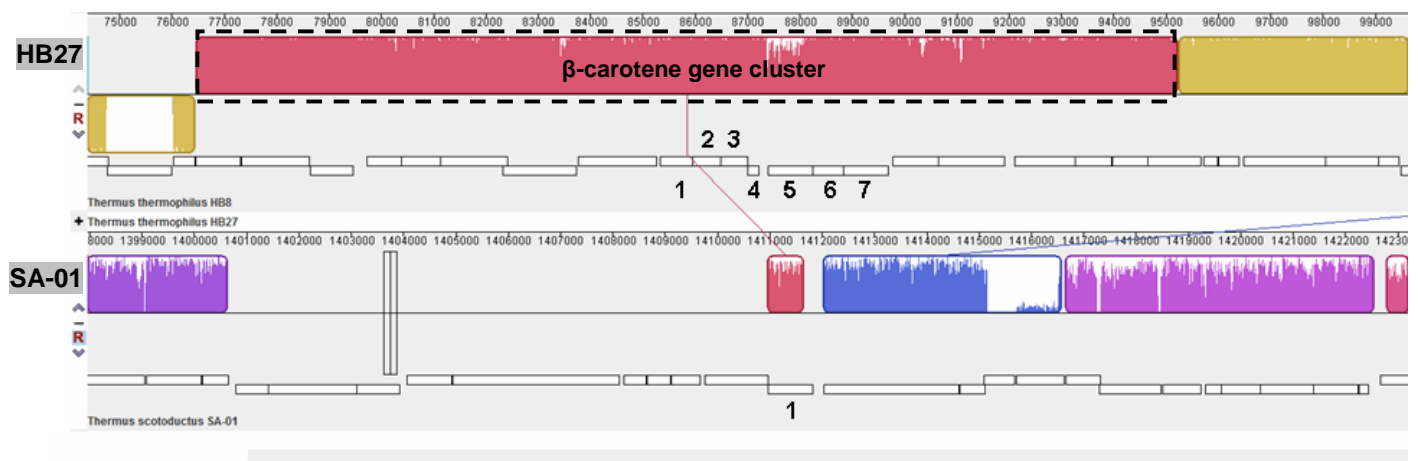 75000 76000 77000 78000 79000 80000 81000 82000 83000 84000 85000 86000 87000 88000 89000 90000 91000 92000 93000 94000 95000 96000 97000 98000 99000
HB27
β-carotene gene cluster
R
2 3
1 4 5 6 7
Thermus thermophilus HB8
Thermus thermophilus HB27
8000 1399000 1400000 1401000 1402000 1403000 1404000 1405000 1406000 1407000 1408000 1409000 1410000 1411000 1412000 1413000 1414000 1415000 1416000 1417000 1418000 1419000 1420000 1421000 1422000 1423
SA-01
R
1
Thermus scotoductus SA-01